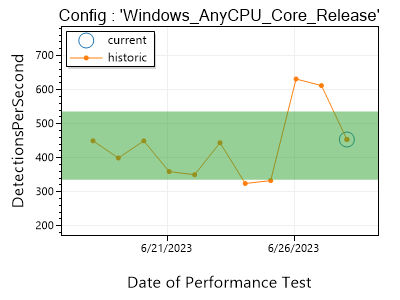 Config : 'Windows_AnyCPU_Core_Release'
current
historic
700
600
500
400
300
200
DetectionsPerSecond
6/21/2023
6/26/2023
Date of Performance Test